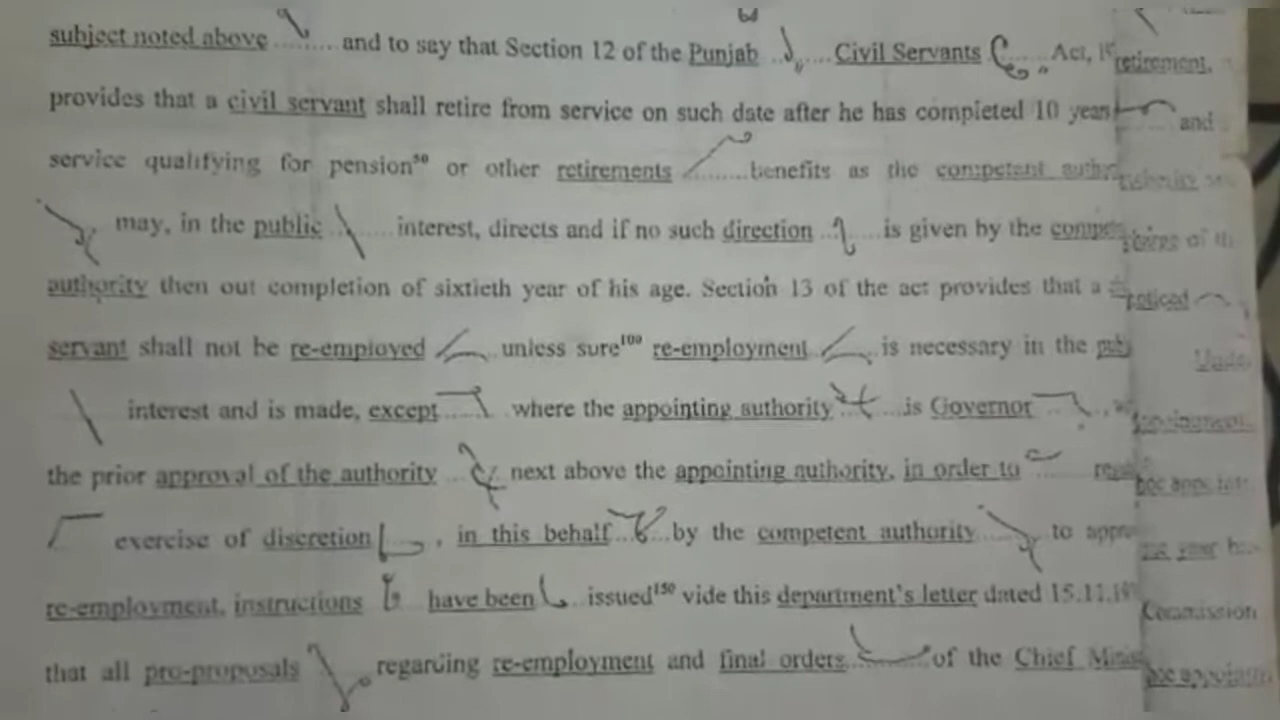 subject noted above ........ and to say that Section 12 of the Punjab ........ Civil Servants ........ Act,
provides that a civil servant shall retire from service on such date after he has completed 10 years and
service qualifying for pension⁵⁰ or other retirements ........ benefits as the competent
may, in the public ........ interest, directs and if no such direction ........ is given by the
authority then out completion of sixtieth year of his age. Section 13 of the act provides that a
servant shall not be re-employed ........ unless sure¹⁰⁰ re-employment ........ is necessary in the
interest and is made, except ........ where the appointing authority ........ is Governor ........
the prior approval of the authority ........ next above the appointing authority, in order to
exercise of discretion ........, in this behalf ........ by the competent authority ........ to
re-employment, instructions ........ have been ........ issued¹⁵⁰ vide this department's letter dated 15.11.
that all pro-proposals ........ regarding re-employment and final orders ........ of the Chief
retirement,
noticed
Commission